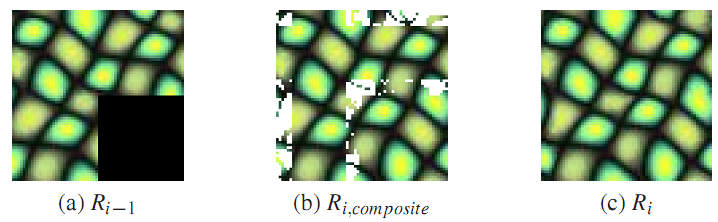 (a) R_{i−1} (b) R_{i,composite} (c) R_i